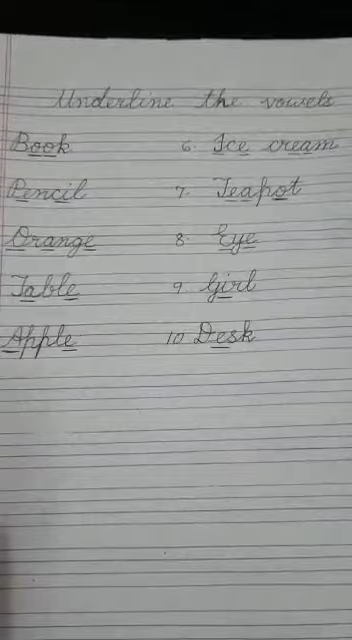 Underline the vowels
Book 6. Ice cream
Pencil 7. Teapot
Orange 8. Eye
Table 9. Girl
Apple 10. Desk